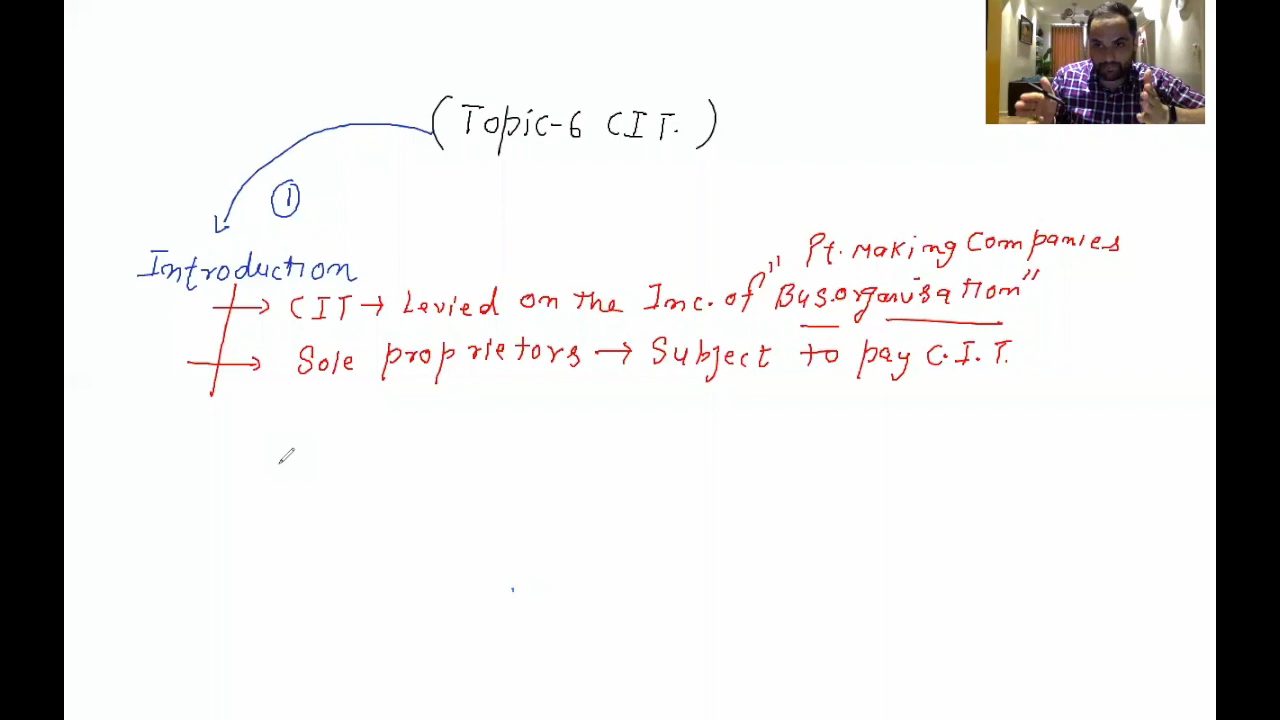 (Topic-6 CIT.)
1
Introduction
Pt. Making Companies
CIT → Levied on the Inc. of "Bus. organisation"
Sole proprietors → Subject to pay C.I.T.